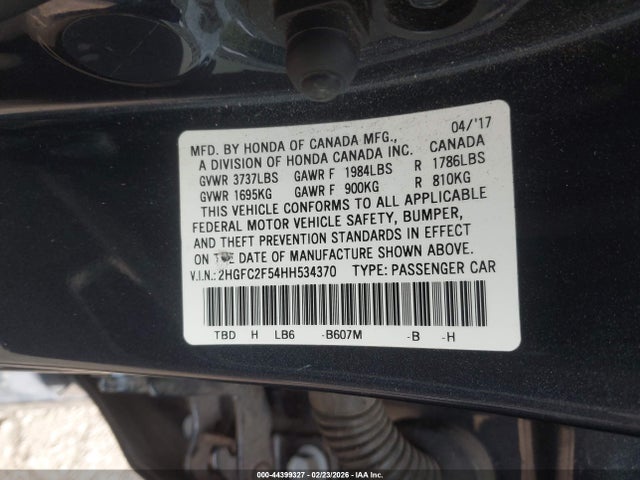 MFD. BY HONDA OF CANADA MFG., 04/'17
A DIVISION OF HONDA CANADA INC. CANADA
GVWR 3737LBS GAWR F 1984LBS R 1786LBS
GVWR 1695KG GAWR F 900KG R 810KG
THIS VEHICLE CONFORMS TO ALL APPLICABLE
FEDERAL MOTOR VEHICLE SAFETY, BUMPER,
AND THEFT PREVENTION STANDARDS IN EFFECT
ON THE DATE OF MANUFACTURE SHOWN ABOVE.
V.I.N.: 2HGFC2F54HH534370 TYPE: PASSENGER CAR
TBD H LB6 -B607M -B -H
000-44399327 - 02/23/2026 - IAA Inc.